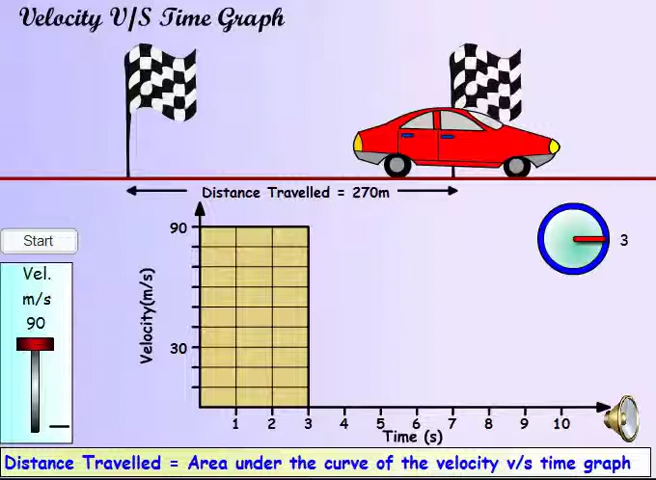 Velocity V/S Time Graph
Distance Travelled = 270m
Start
Vel.
m/s
90
90
30
Velocity(m/s)
3
1 2 3 4 5 6 7 8 9 10
Time (s)
Distance Travelled = Area under the curve of the velocity v/s time graph